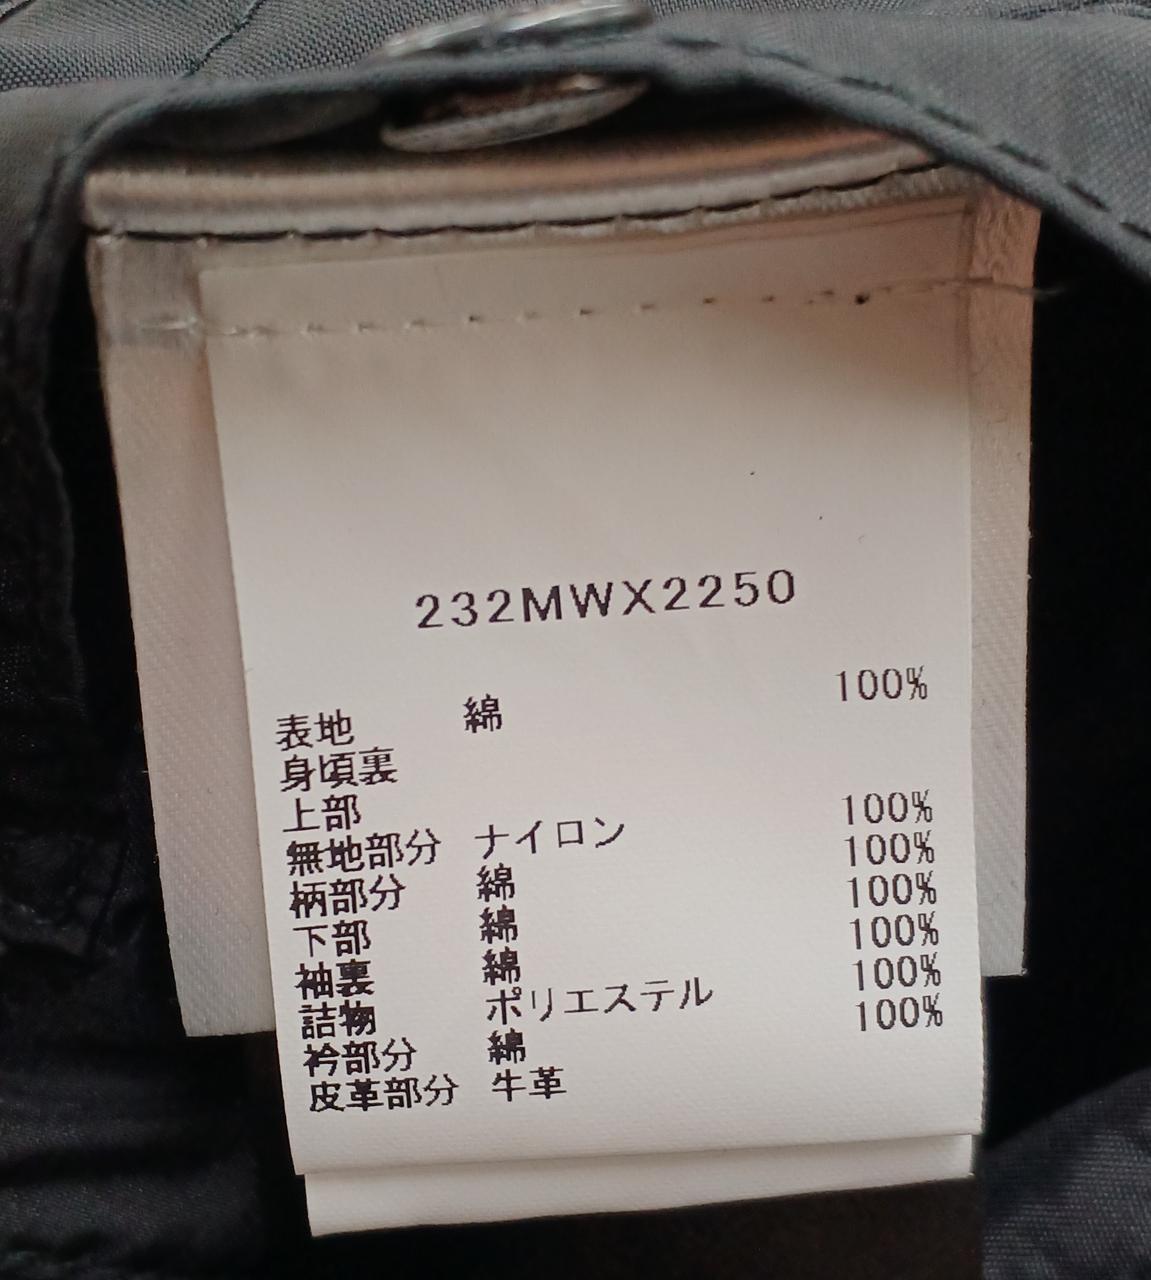 232MWX2250
表地 綿 100%
身頃裏
上部
無地部分 ナイロン 100%
柄部分 綿 100%
下部 綿 100%
袖裏 綿 100%
詰物 ポリエステル 100%
衿部分 綿 100%
皮革部分 牛革